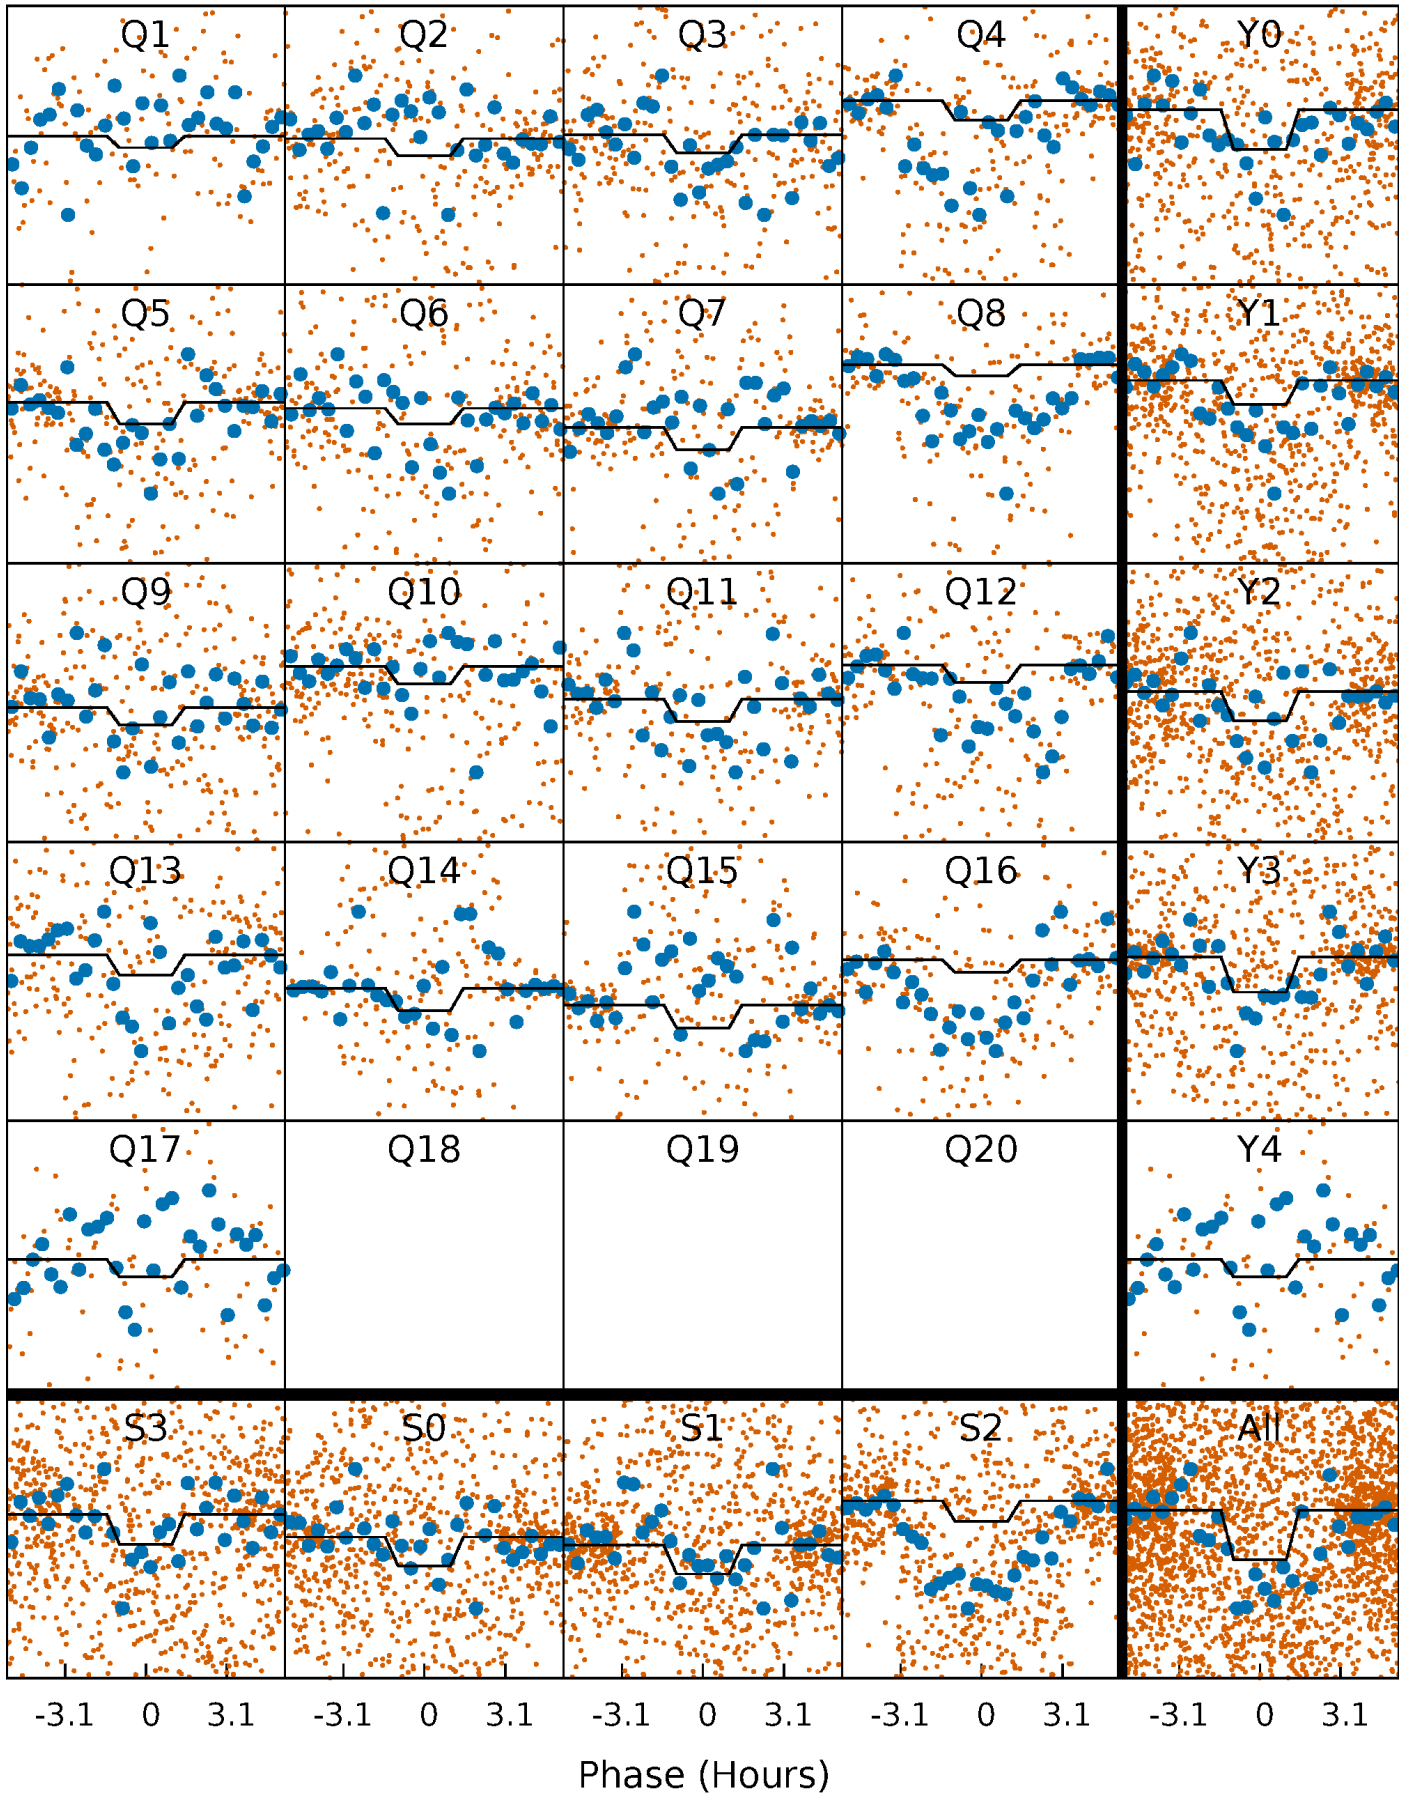 Q1 Q2 Q3 Q4 Y0
Q5 Q6 Q7 Q8 Y1
Q9 Q10 Q11 Q12 Y2
Q13 Q14 Q15 Q16 Y3
Q17 Q18 Q19 Q20 Y4
S3 S0 S1 S2 All
-3.1 0 3.1 -3.1 0 3.1 -3.1 0 3.1 -3.1 0 3.1 -3.1 0 3.1
Phase (Hours)